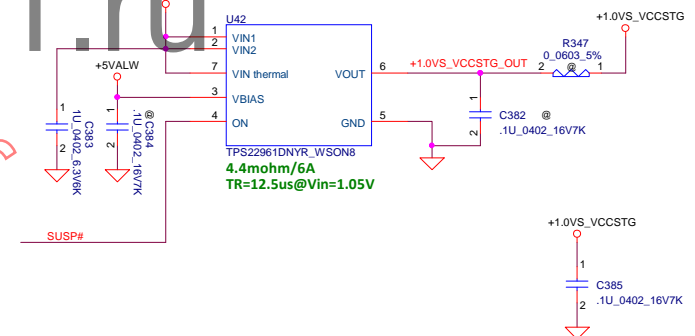 U42
+1.0VS_VCCSTG
1
VIN1
2
VIN2
R347
0_0603_5%
+5VALW
7
VIN thermal
VOUT
6
+1.0VS_VCCSTG_OUT
2
@
1
3
VBIAS
1
1U_0402_6.3V6K
C383
2
1
.1U_0402_16V7K
@ C384
2
4
ON
GND
5
1
C382 @
2
.1U_0402_16V7K
TPS22961DNYR_WSON8
4.4mohm/6A
TR=12.5us@Vin=1.05V
SUSP#
+1.0VS_VCCSTG
1
C385
2
.1U_0402_16V7K